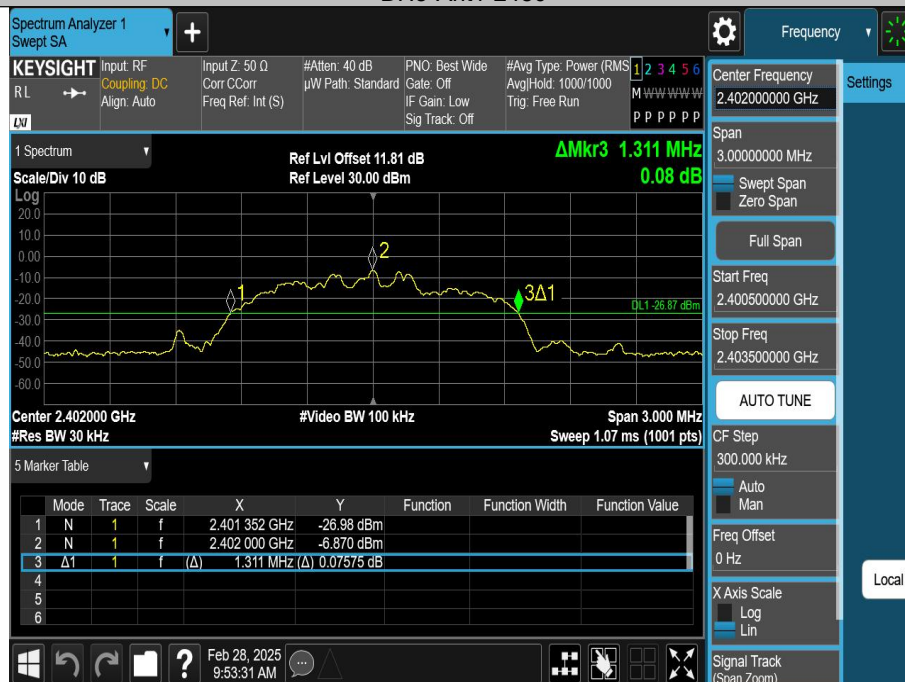 Spectrum Analyzer 1
Swept SA
+
Frequency
KEYSIGHT
RL
LXI
Input: RF
Coupling: DC
Align: Auto
Input Z: 50 Ω
Corr CCorr
Freq Ref: Int (S)
#Atten: 40 dB
µW Path: Standard
PNO: Best Wide
Gate: Off
IF Gain: Low
Sig Track: Off
#Avg Type: Power (RMS
Avg|Hold: 1000/1000
Trig: Free Run
1 2 3 4 5 6
M W W W W W
P P P P P P
1 Spectrum
Scale/Div 10 dB
Ref Lvl Offset 11.81 dB
Ref Level 30.00 dBm
ΔMkr3 1.311 MHz
0.08 dB
Log
20.0
10.0
0.00
-10.0
-20.0
-30.0
-40.0
-50.0
-60.0
1
2
3Δ1
DL1 -26.87 dBm
Center 2.402000 GHz
#Video BW 100 kHz
Span 3.000 MHz
#Res BW 30 kHz
Sweep 1.07 ms (1001 pts)
5 Marker Table
Mode Trace Scale X Y Function Function Width Function Value
1 N 1 f 2.401 352 GHz -26.98 dBm
2 N 1 f 2.402 000 GHz -6.870 dBm
3 Δ1 1 f (Δ) 1.311 MHz (Δ) 0.07575 dB
4
5
6
?
Feb 28, 2025
9:53:31 AM
Center Frequency
2.402000000 GHz
Settings
Span
3.00000000 MHz
Swept Span
Zero Span
Full Span
Start Freq
2.400500000 GHz
Stop Freq
2.403500000 GHz
AUTO TUNE
CF Step
300.000 kHz
Auto
Man
Freq Offset
0 Hz
Local
X Axis Scale
Log
Lin
Signal Track
(Span Zoom)